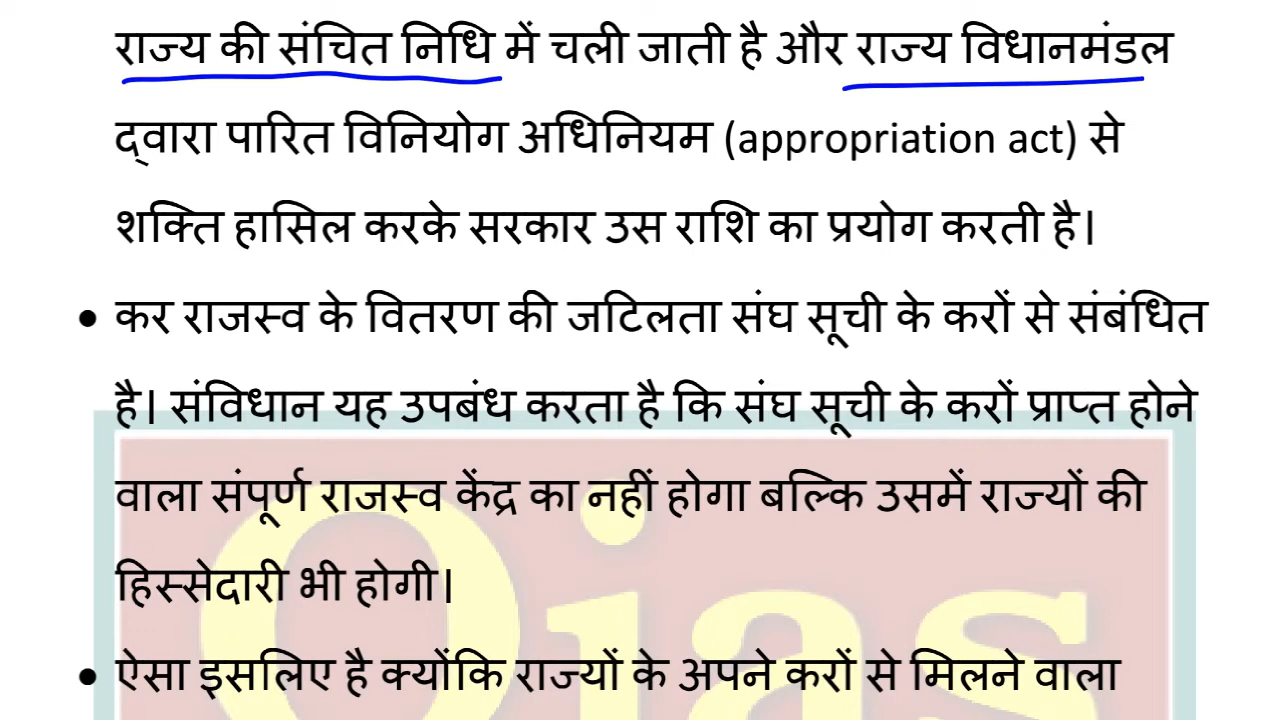 राज्य की संचित निधि में चली जाती है और राज्य विधानमंडल
द्वारा पारित विनियोग अधिनियम (appropriation act) से
शक्ति हासिल करके सरकार उस राशि का प्रयोग करती है।
• कर राजस्व के वितरण की जटिलता संघ सूची के करों से संबंधित
है। संविधान यह उपबंध करता है कि संघ सूची के करों प्राप्त होने
वाला संपूर्ण राजस्व केंद्र का नहीं होगा बल्कि उसमें राज्यों की
हिस्सेदारी भी होगी।
• ऐसा इसलिए है क्योंकि राज्यों के अपने करों से मिलने वाला
Ojas